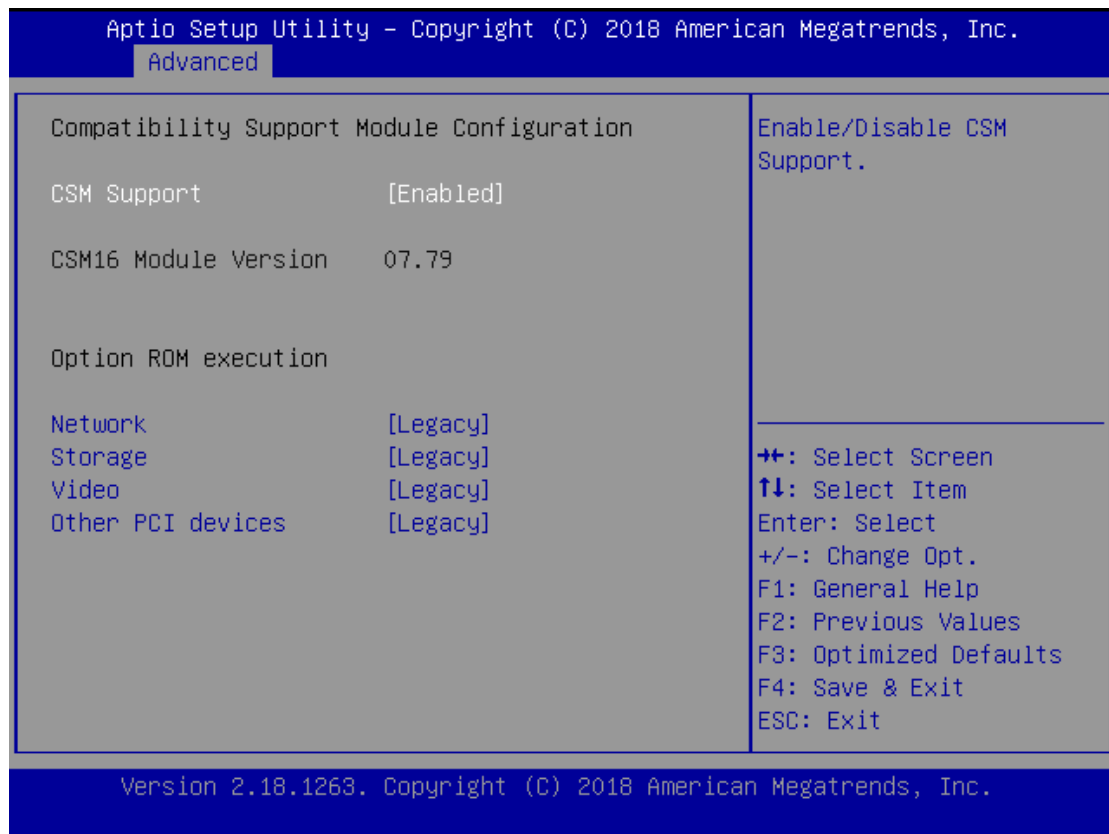 Aptio Setup Utility – Copyright (C) 2018 American Megatrends, Inc.
Advanced
Compatibility Support Module Configuration
CSM Support [Enabled]
CSM16 Module Version 07.79
Option ROM execution
Network [Legacy]
Storage [Legacy]
Video [Legacy]
Other PCI devices [Legacy]
Enable/Disable CSM
Support.
→←: Select Screen
↑↓: Select Item
Enter: Select
+/-: Change Opt.
F1: General Help
F2: Previous Values
F3: Optimized Defaults
F4: Save & Exit
ESC: Exit
Version 2.18.1263. Copyright (C) 2018 American Megatrends, Inc.